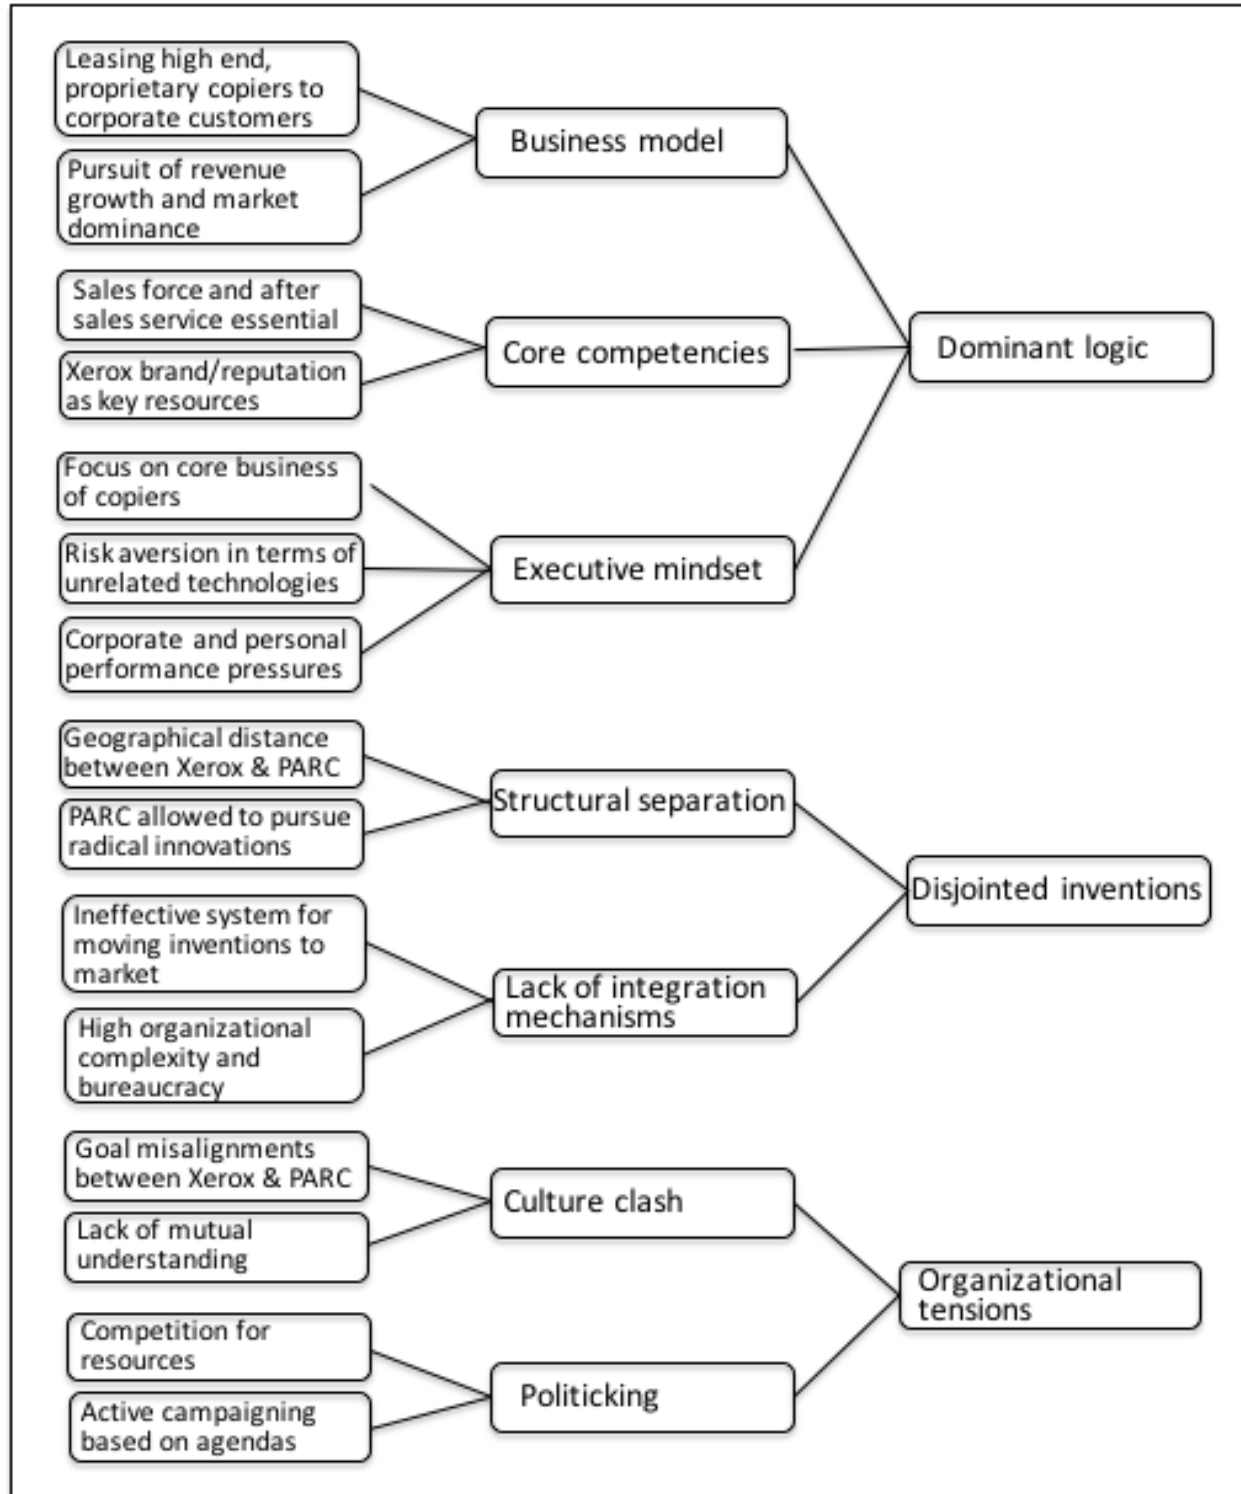 Leasing high end,
proprietary copiers to
corporate customers
Business model
Pursuit of revenue
growth and market
dominance
Sales force and after
sales service essential
Core competencies
Dominant logic
Xerox brand/reputation
as key resources
Focus on core business
of copiers
Risk aversion in terms of
unrelated technologies
Executive mindset
Corporate and personal
performance pressures
Geographical distance
between Xerox & PARC
Structural separation
PARC allowed to pursue
radical innovations
Disjointed inventions
Ineffective system for
moving inventions to
market
Lack of integration
mechanisms
High organizational
complexity and
bureaucracy
Goal misalignments
between Xerox & PARC
Culture clash
Lack of mutual
understanding
Organizational
tensions
Competition for
resources
Politicking
Active campaigning
based on agendas